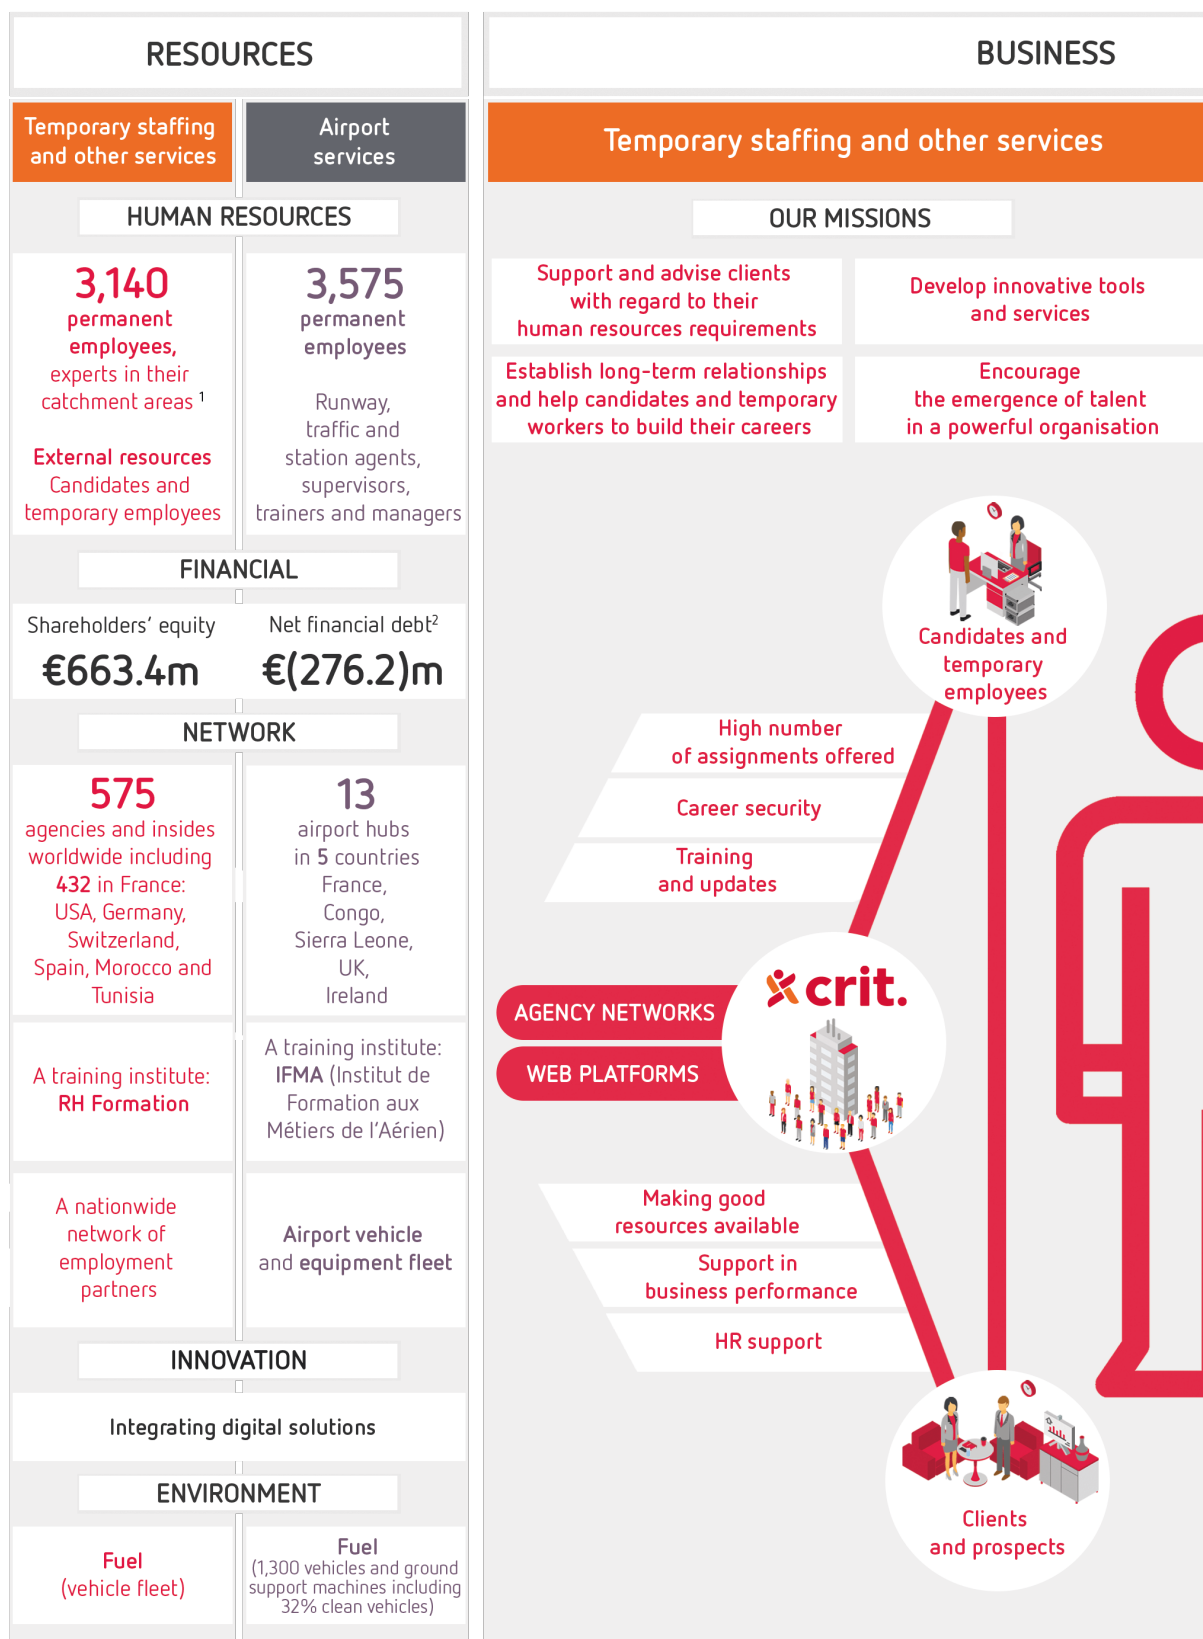 RESOURCES
Temporary staffing
and other services
Airport
services
HUMAN RESOURCES
3,140
permanent
employees,
experts in their
catchment areas 1
External resources
Candidates and
temporary employees
3,575
permanent
employees
Runway,
traffic and
station agents,
supervisors,
trainers and managers
FINANCIAL
Shareholders' equity
€663.4m
Net financial debt2
€(276.2)m
NETWORK
575
agencies and insides
worldwide including
432 in France:
USA, Germany,
Switzerland,
Spain, Morocco and
Tunisia
13
airport hubs
in 5 countries
France,
Congo,
Sierra Leone,
UK,
Ireland
A training institute:
RH Formation
A training institute:
IFMA (Institut de
Formation aux
Métiers de l'Aérien)
A nationwide
network of
employment
partners
Airport vehicle
and equipment fleet
INNOVATION
Integrating digital solutions
ENVIRONMENT
Fuel
(vehicle fleet)
Fuel
(1,300 vehicles and ground
support machines including
32% clean vehicles)
BUSINESS
Temporary staffing and other services
OUR MISSIONS
Support and advise clients
with regard to their
human resources requirements
Develop innovative tools
and services
Establish long-term relationships
and help candidates and temporary
workers to build their careers
Encourage
the emergence of talent
in a powerful organisation
Candidates and
temporary
employees
High number
of assignments offered
Career security
Training
and updates
crit.
AGENCY NETWORKS
WEB PLATFORMS
Making good
resources available
Support in
business performance
HR support
Clients
and prospects